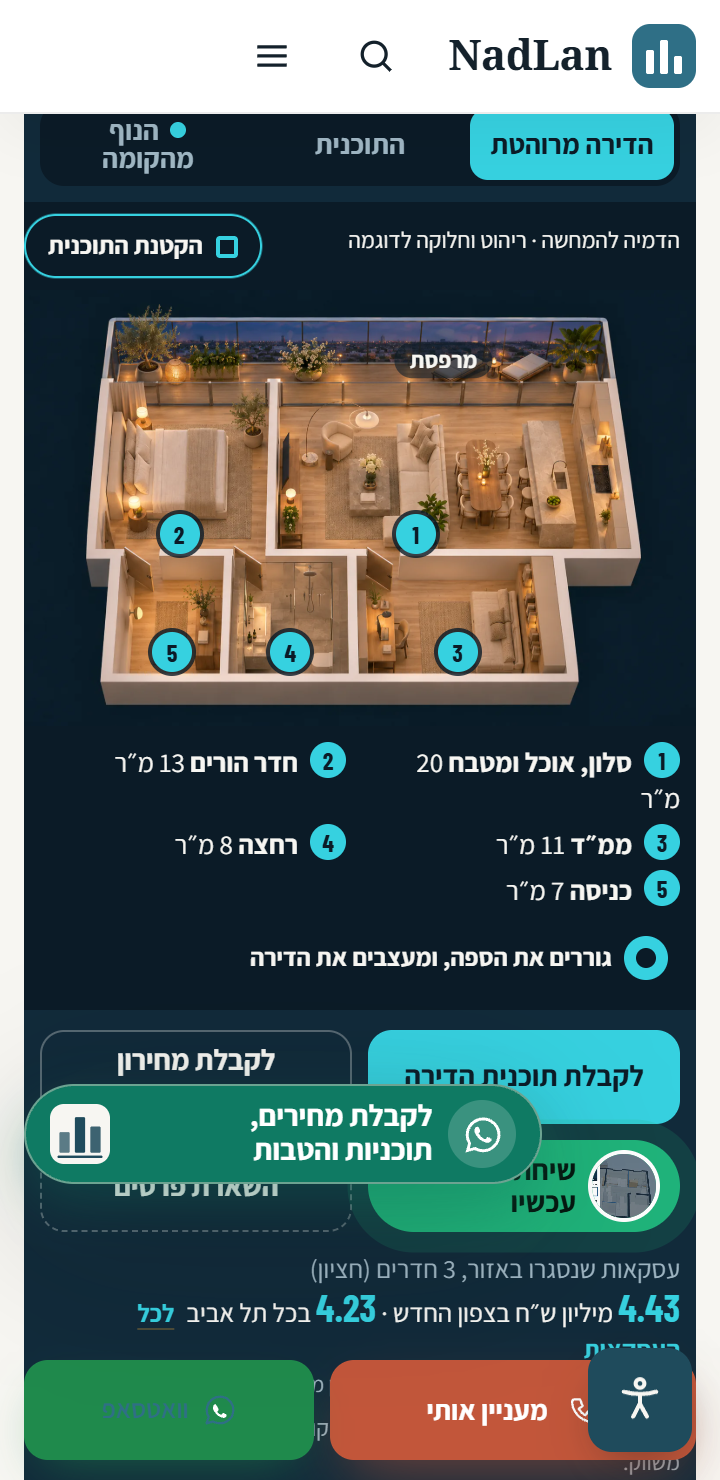 NadLan
הדירה מרוהטת
התוכנית
הנוף
מהקומה
הדמיה להמחשה · ריהוט וחלוקה לדוגמה
הקטנת התוכנית
מרפסת
2
1
5
4
3
1 סלון, אוכל ומטבח 20
מ״ר
2 חדר הורים 13 מ״ר
3 ממ״ד 11 מ״ר
4 רחצה 8 מ״ר
5 כניסה 7 מ״ר
גוררים את הספה, ומעצבים את הדירה
לקבלת תוכנית הדירה
לקבלת מחירון
לקבלת מחירים,
תוכניות והטבות
עכשיו
השארת פרטים
עסקאות שנסגרו באזור, 3 חדרים (חציון)
4.43 מיליון ש״ח בצפון החדש · 4.23 בכל תל אביב לכל
העסקאות
מעניין אותי
וואטסאפ
משווק.